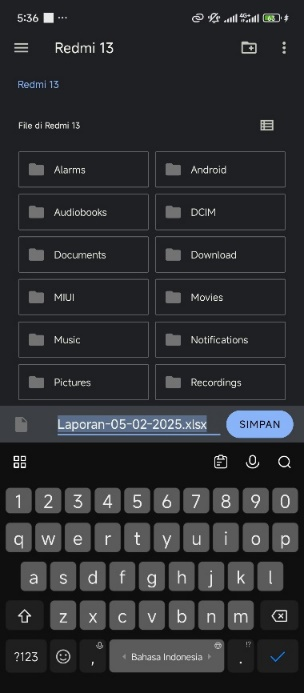 5:36
Redmi 13
Redmi 13
File di Redmi 13
Alarms
Android
Audiobooks
DCIM
Documents
Download
MIUI
Movies
Music
Notifications
Pictures
Recordings
Laporan-05-02-2025.xlsx
SIMPAN
1 2 3 4 5 6 7 8 9 0
q w e r t y u i o p
a s d f g h j k l
z x c v b n m
?123 , Bahasa Indonesia . !?